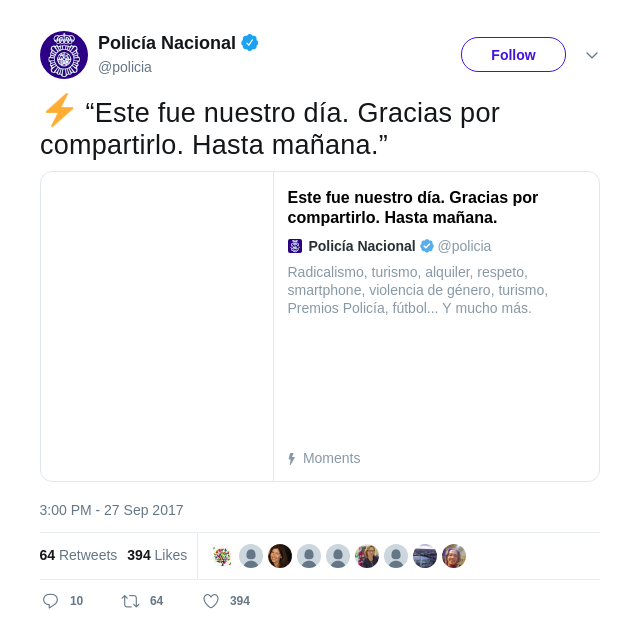 Policía Nacional
@policia
Follow
⚡ “Este fue nuestro día. Gracias por
compartirlo. Hasta mañana.”
Este fue nuestro día. Gracias por
compartirlo. Hasta mañana.
Policía Nacional @policia
Radicalismo, turismo, alquiler, respeto,
smartphone, violencia de género, turismo,
Premios Policía, fútbol... Y mucho más.
Moments
3:00 PM - 27 Sep 2017
64 Retweets 394 Likes
10 64 394